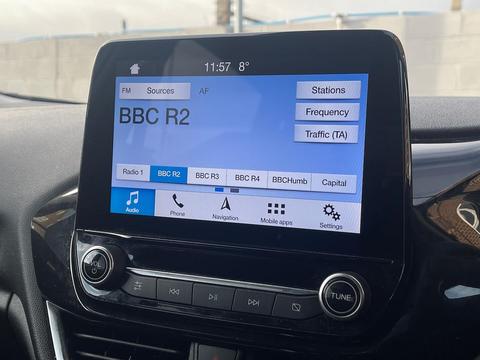 11:57 8°
FM Sources AF Stations
BBC R2 Frequency
Traffic (TA)
Radio 1 BBC R2 BBC R3 BBC R4 BBCHumb Capital
Audio Phone Navigation Mobile apps Settings
VOL TUNE